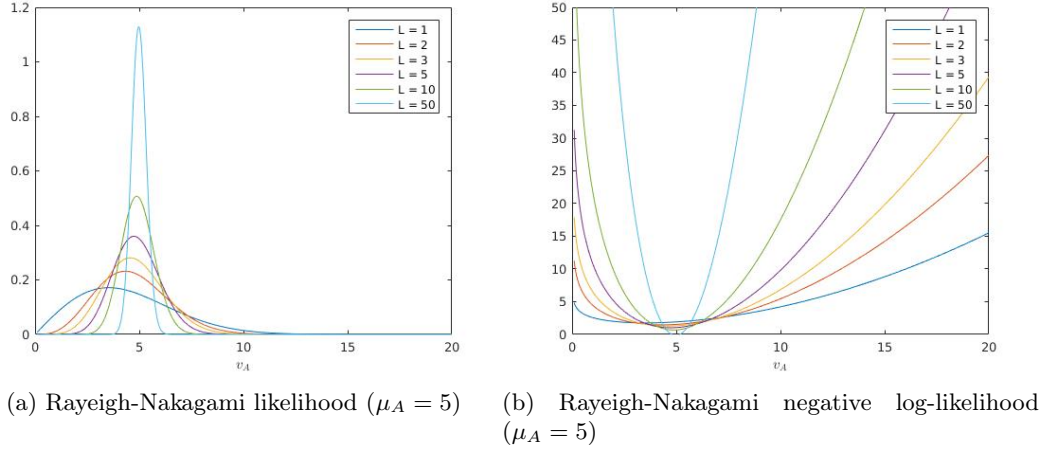 1.2
1
0.8
0.6
0.4
0.2
0
0
5
10
15
20
v_A
L = 1
L = 2
L = 3
L = 5
L = 10
L = 50
50
45
40
35
30
25
20
15
10
5
0
0
5
10
15
20
v_A
L = 1
L = 2
L = 3
L = 5
L = 10
L = 50
(a) Rayeigh-Nakagami likelihood (μ_A = 5)
(b) Rayeigh-Nakagami negative log-likelihood
(μ_A = 5)